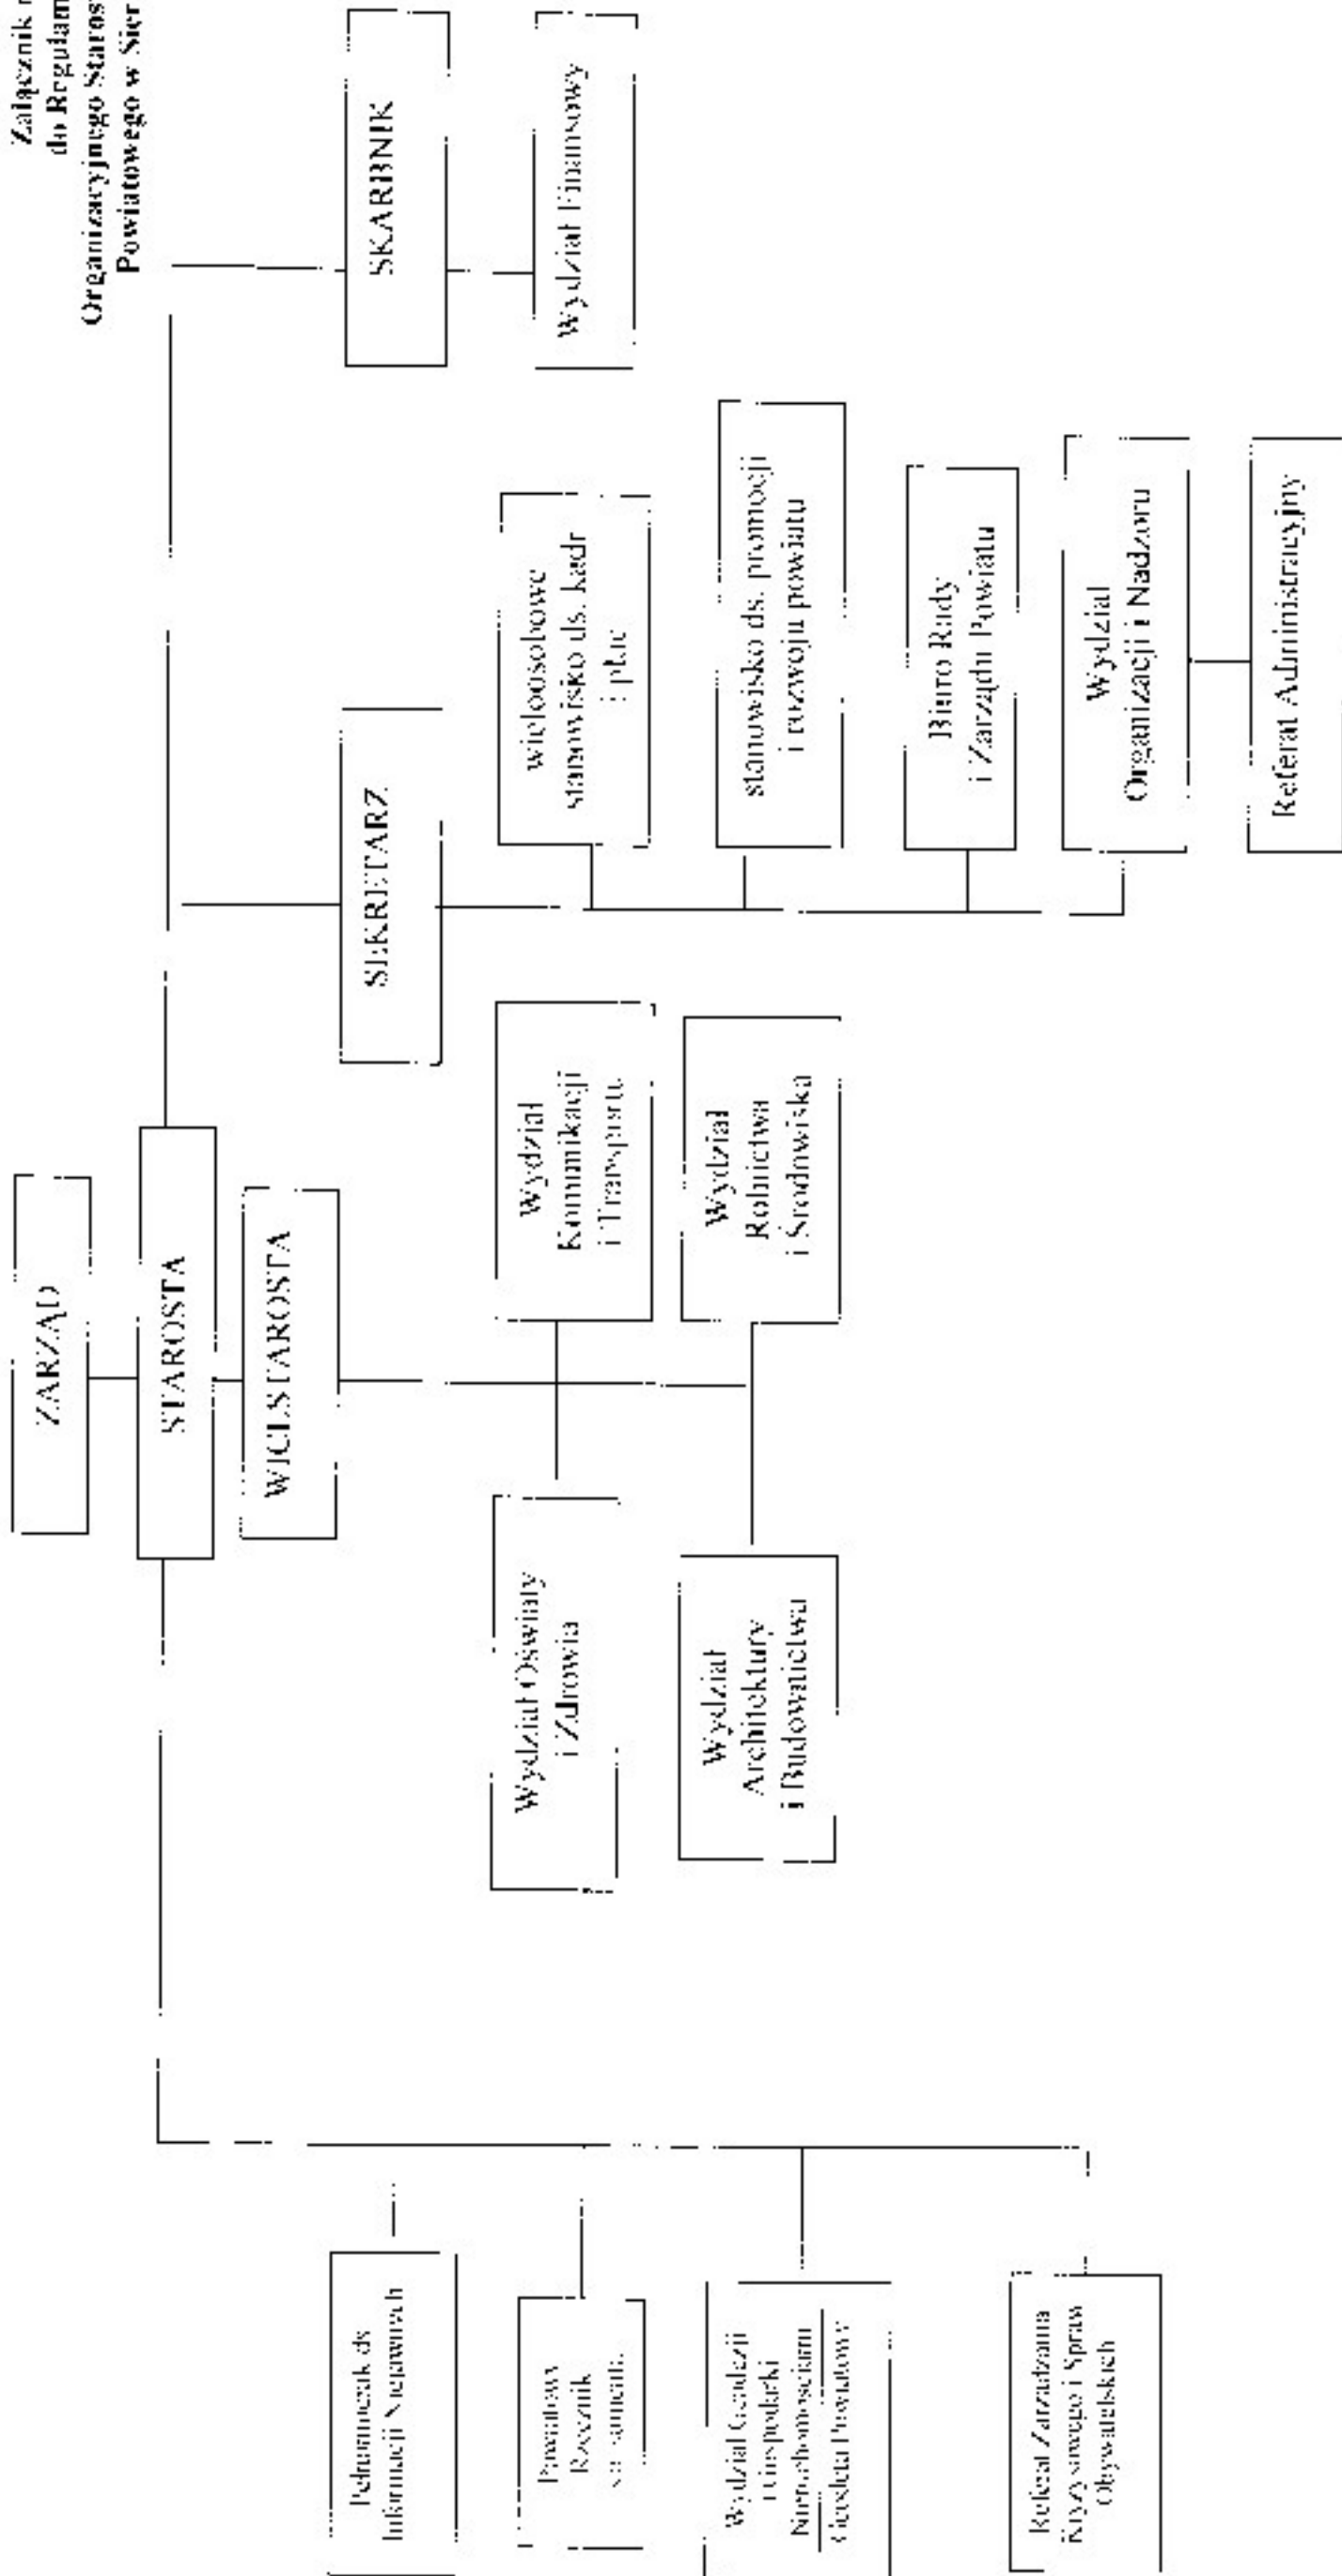 Załącznik
do Regulam
Organizacyjnego Staros
Powiatowego w Sier
ZARZĄD
STAROSTA
WICESTAROSTA
SEKRETARZ
SKARBNIK
Pełnomocnik ds
Informacji Niejawnych
Powiatowy
Rzecznik
Wydział Geodezji
i Gospodarki
Nieruchomościami
Geodeta Powiatowy
Referat Zarządzania
Kryzysowego i Spraw
Obywatelskich
Wydział Oświaty
i Zdrowia
Wydział
Architektury
i Budownictwa
Wydział
Komunikacji
i Transportu
Wydział
Rolnictwa
i Środowiska
wieloosobowe
stanowisko ds. kadr
i płac
stanowisko ds. promocji
i rozwoju powiatu
Biuro Rady
i Zarządu Powiatu
Wydział
Organizacji i Nadzoru
Referat Administracyjny
Wydział Finansowy